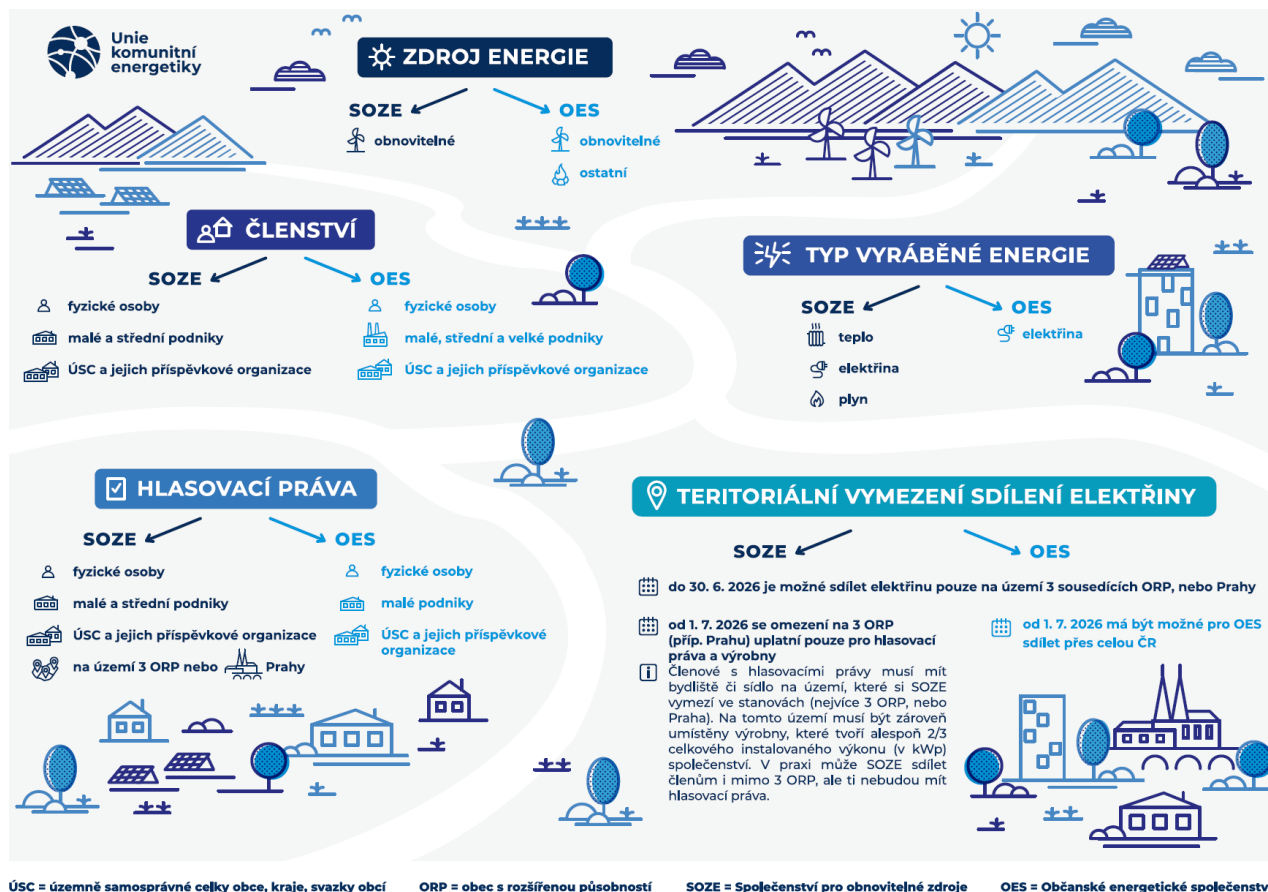 Unie
komunitní
energetiky
ZDROJ ENERGIE
SOZE
obnovitelné
OES
obnovitelné
ostatní
ČLENSTVÍ
SOZE
fyzické osoby
malé a střední podniky
ÚSC a jejich příspěvkové organizace
OES
fyzické osoby
malé, střední a velké podniky
ÚSC a jejich příspěvkové organizace
TYP VYRÁBĚNÉ ENERGIE
SOZE
teplo
elektřina
plyn
OES
elektřina
HLASOVACÍ PRÁVA
SOZE
fyzické osoby
malé a střední podniky
ÚSC a jejich příspěvkové organizace
na území 3 ORP nebo Prahy
OES
fyzické osoby
malé podniky
ÚSC a jejich příspěvkové
organizace
TERITORIÁLNÍ VYMEZENÍ SDÍLENÍ ELEKTŘINY
SOZE
OES
do 30. 6. 2026 je možné sdílet elektřinu pouze na území 3 sousedících ORP, nebo Prahy
od 1. 7. 2026 se omezení na 3 ORP
(příp. Prahu) uplatní pouze pro hlasovací
práva a výrobny
Členové s hlasovacími právy musí mít
bydliště či sídlo na území, které si SOZE
vymezí ve stanovách (nejvíce 3 ORP, nebo
Praha). Na tomto území musí být zároveň
umístěny výrobny, které tvoří alespoň 2/3
celkového instalovaného výkonu (v kWp)
společenství. V praxi může SOZE sdílet
členům i mimo 3 ORP, ale ti nebudou mít
hlasovací práva.
od 1. 7. 2026 má být možné pro OES
sdílet přes celou ČR
ÚSC = územně samosprávné celky obce, kraje, svazky obcí
ORP = obec s rozšířenou působností
SOZE = Společenství pro obnovitelné zdroje
OES = Občanské energetické společenství